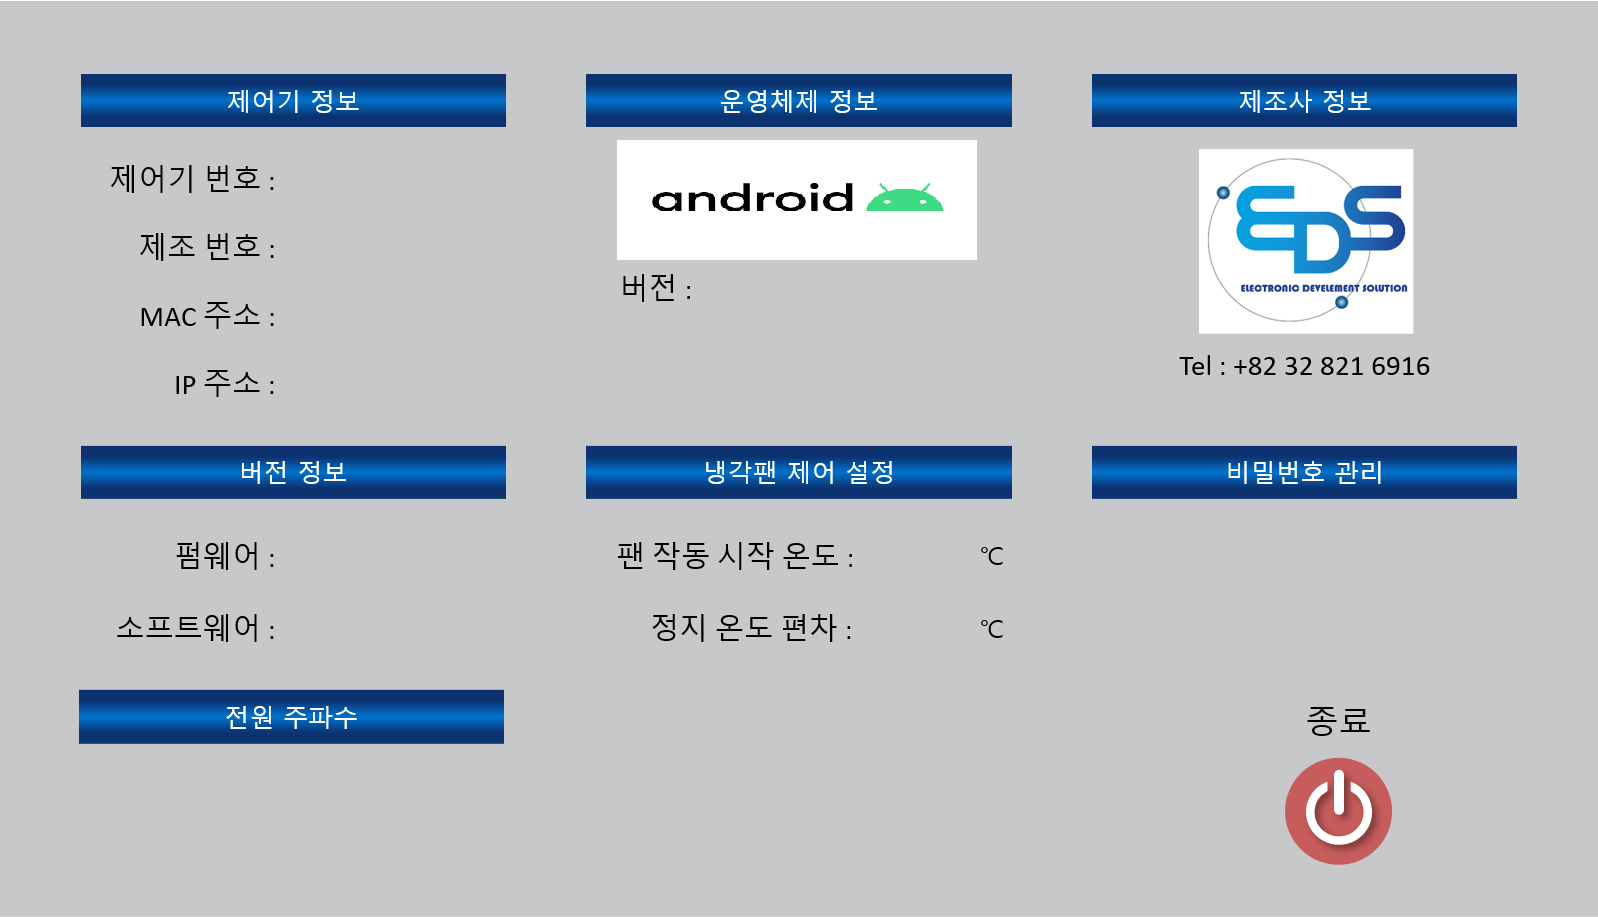 제어기 정보
제어기 번호 :
제조 번호 :
MAC 주소 :
IP 주소 :
운영체제 정보
android
버전 :
제조사 정보
EDS
ELECTRONIC DEVELEMENT SOLUTION
Tel : +82 32 821 6916
버전 정보
펌웨어 :
소프트웨어 :
냉각팬 제어 설정
팬 작동 시작 온도 : ℃
정지 온도 편차 : ℃
비밀번호 관리
전원 주파수
종료